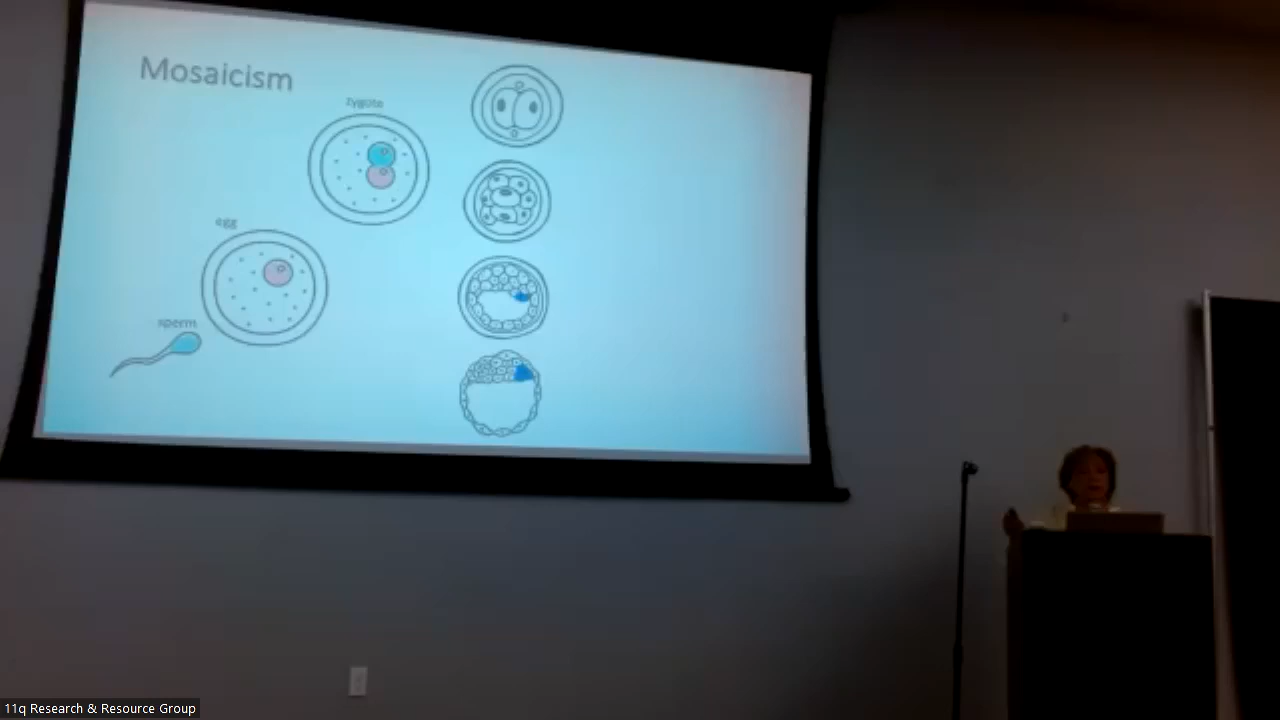 Mosaicism
zygote
egg
sperm
11q Research & Resource Group